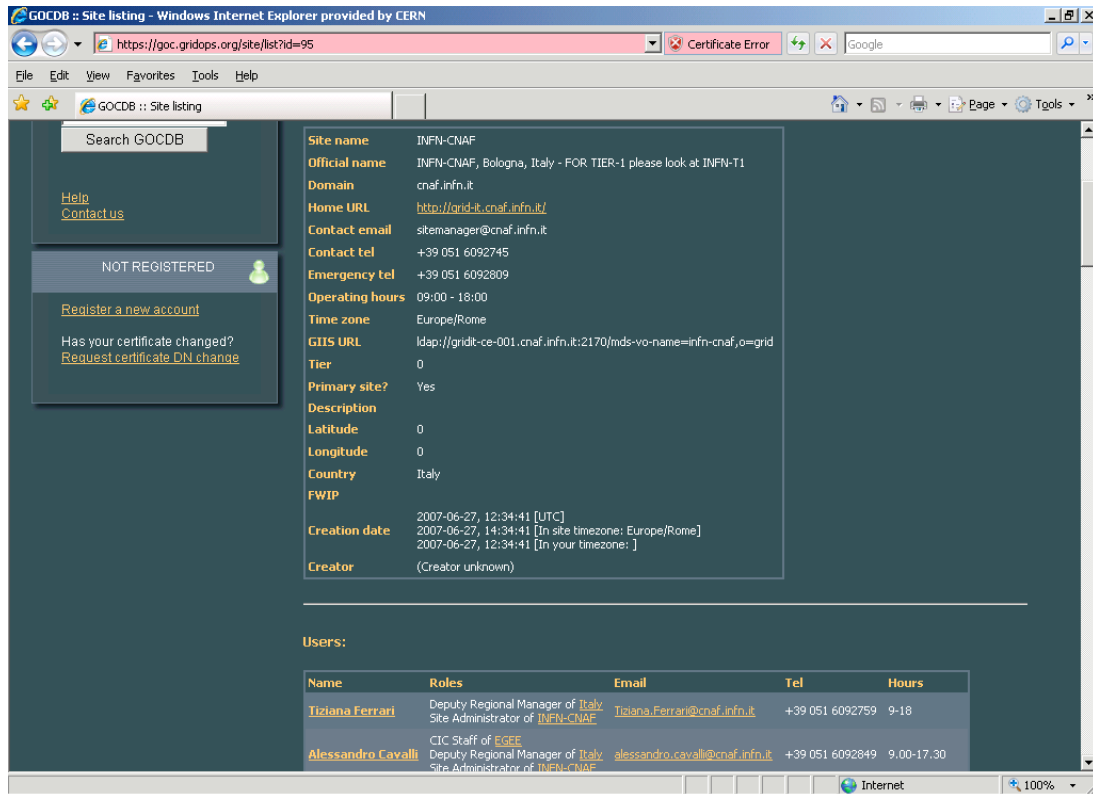 GOCDB :: Site listing - Windows Internet Explorer provided by CERN
https://goc.gridops.org/site/list?id=95
Certificate Error
Google
File Edit View Favorites Tools Help
GOCDB :: Site listing
Page Tools »
Search GOCDB
Help
Contact us
NOT REGISTERED
Register a new account
Has your certificate changed?
Request certificate DN change
Site name INFN-CNAF
Official name INFN-CNAF, Bologna, Italy - FOR TIER-1 please look at INFN-T1
Domain cnaf.infn.it
Home URL http://grid-it.cnaf.infn.it/
Contact email sitemanager@cnaf.infn.it
Contact tel +39 051 6092745
Emergency tel +39 051 6092809
Operating hours 09:00 - 18:00
Time zone Europe/Rome
GIIS URL ldap://gridit-ce-001.cnaf.infn.it:2170/mds-vo-name=infn-cnaf,o=grid
Tier 0
Primary site? Yes
Description
Latitude 0
Longitude 0
Country Italy
FWIP
2007-06-27, 12:34:41 [UTC]
Creation date 2007-06-27, 14:34:41 [In site timezone: Europe/Rome]
2007-06-27, 12:34:41 [In your timezone: ]
Creator (Creator unknown)
Users:
Name Roles Email Tel Hours
Tiziana Ferrari Deputy Regional Manager of Italy Tiziana.Ferrari@cnaf.infn.it +39 051 6092759 9-18
Site Administrator of INFN-CNAF
CIC Staff of EGEE
Alessandro Cavalli Deputy Regional Manager of Italy alessandro.cavalli@cnaf.infn.it +39 051 6092849 9.00-17.30
Site Administrator of INFN-CNAF
Internet 100%